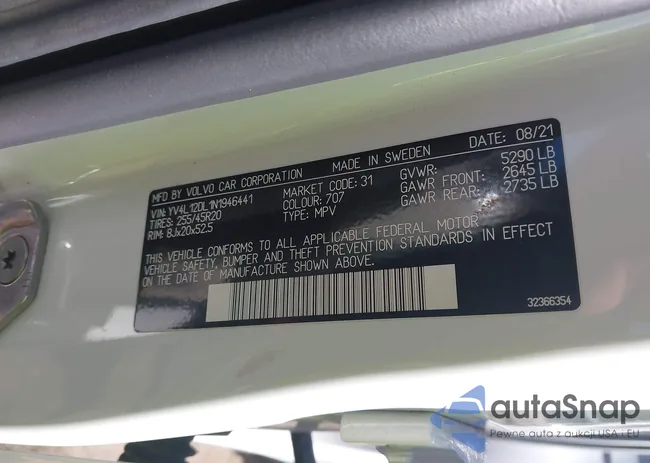 MFD BY VOLVO CAR CORPORATION MADE IN SWEDEN DATE: 08/21
VIN: YV4L12DL1N1946441 MARKET CODE: 31 GVWR: 5290 LB
TIRES: 255/45R20 COLOUR: 707 GAWR FRONT: 2645 LB
RIM: 8Jx20x52.5 TYPE: MPV GAWR REAR: 2735 LB
THIS VEHICLE CONFORMS TO ALL APPLICABLE FEDERAL MOTOR
VEHICLE SAFETY, BUMPER AND THEFT PREVENTION STANDARDS IN EFFECT
ON THE DATE OF MANUFACTURE SHOWN ABOVE.
32366354
autoSnap
Pewne auta z aukcji USA i EU